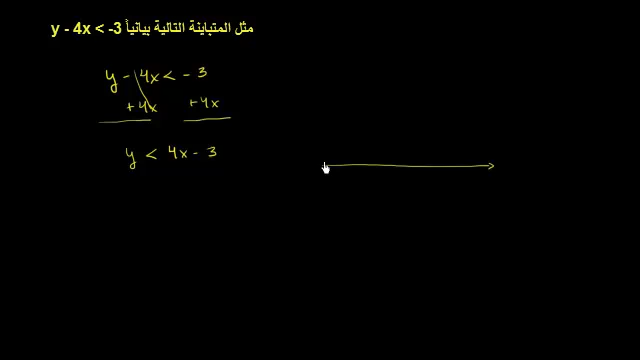 مثل المتباينة التالية بيانياً y - 4x < -3
y - 4x < - 3
+4x +4x
y < 4x - 3